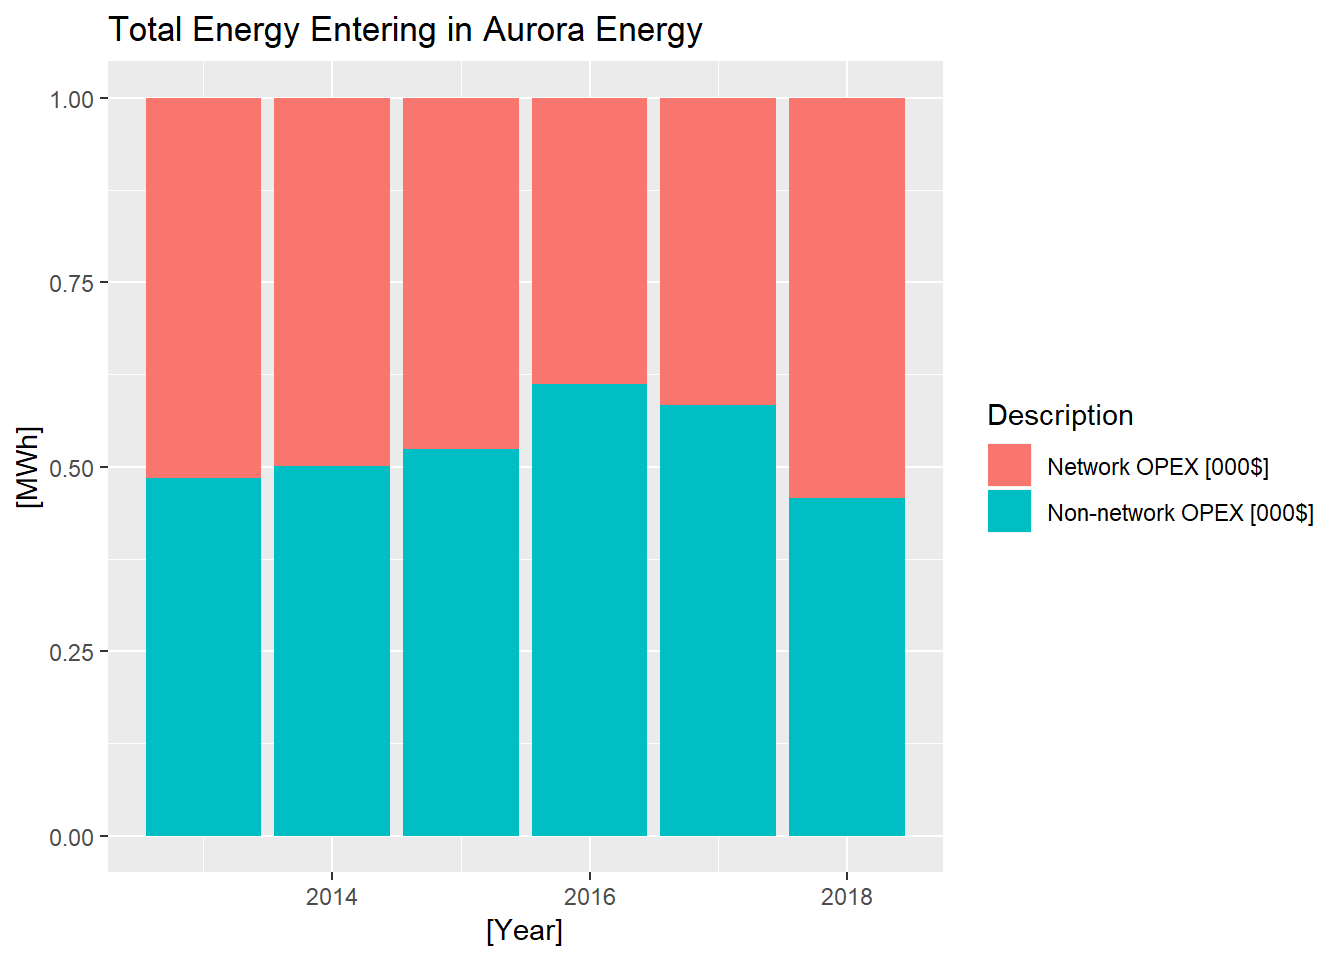 Total Energy Entering in Aurora Energy
1.00
0.75
0.50
0.25
0.00
[MWh]
2014 2016 2018
[Year]
Description
Network OPEX [000$]
Non-network OPEX [000$]